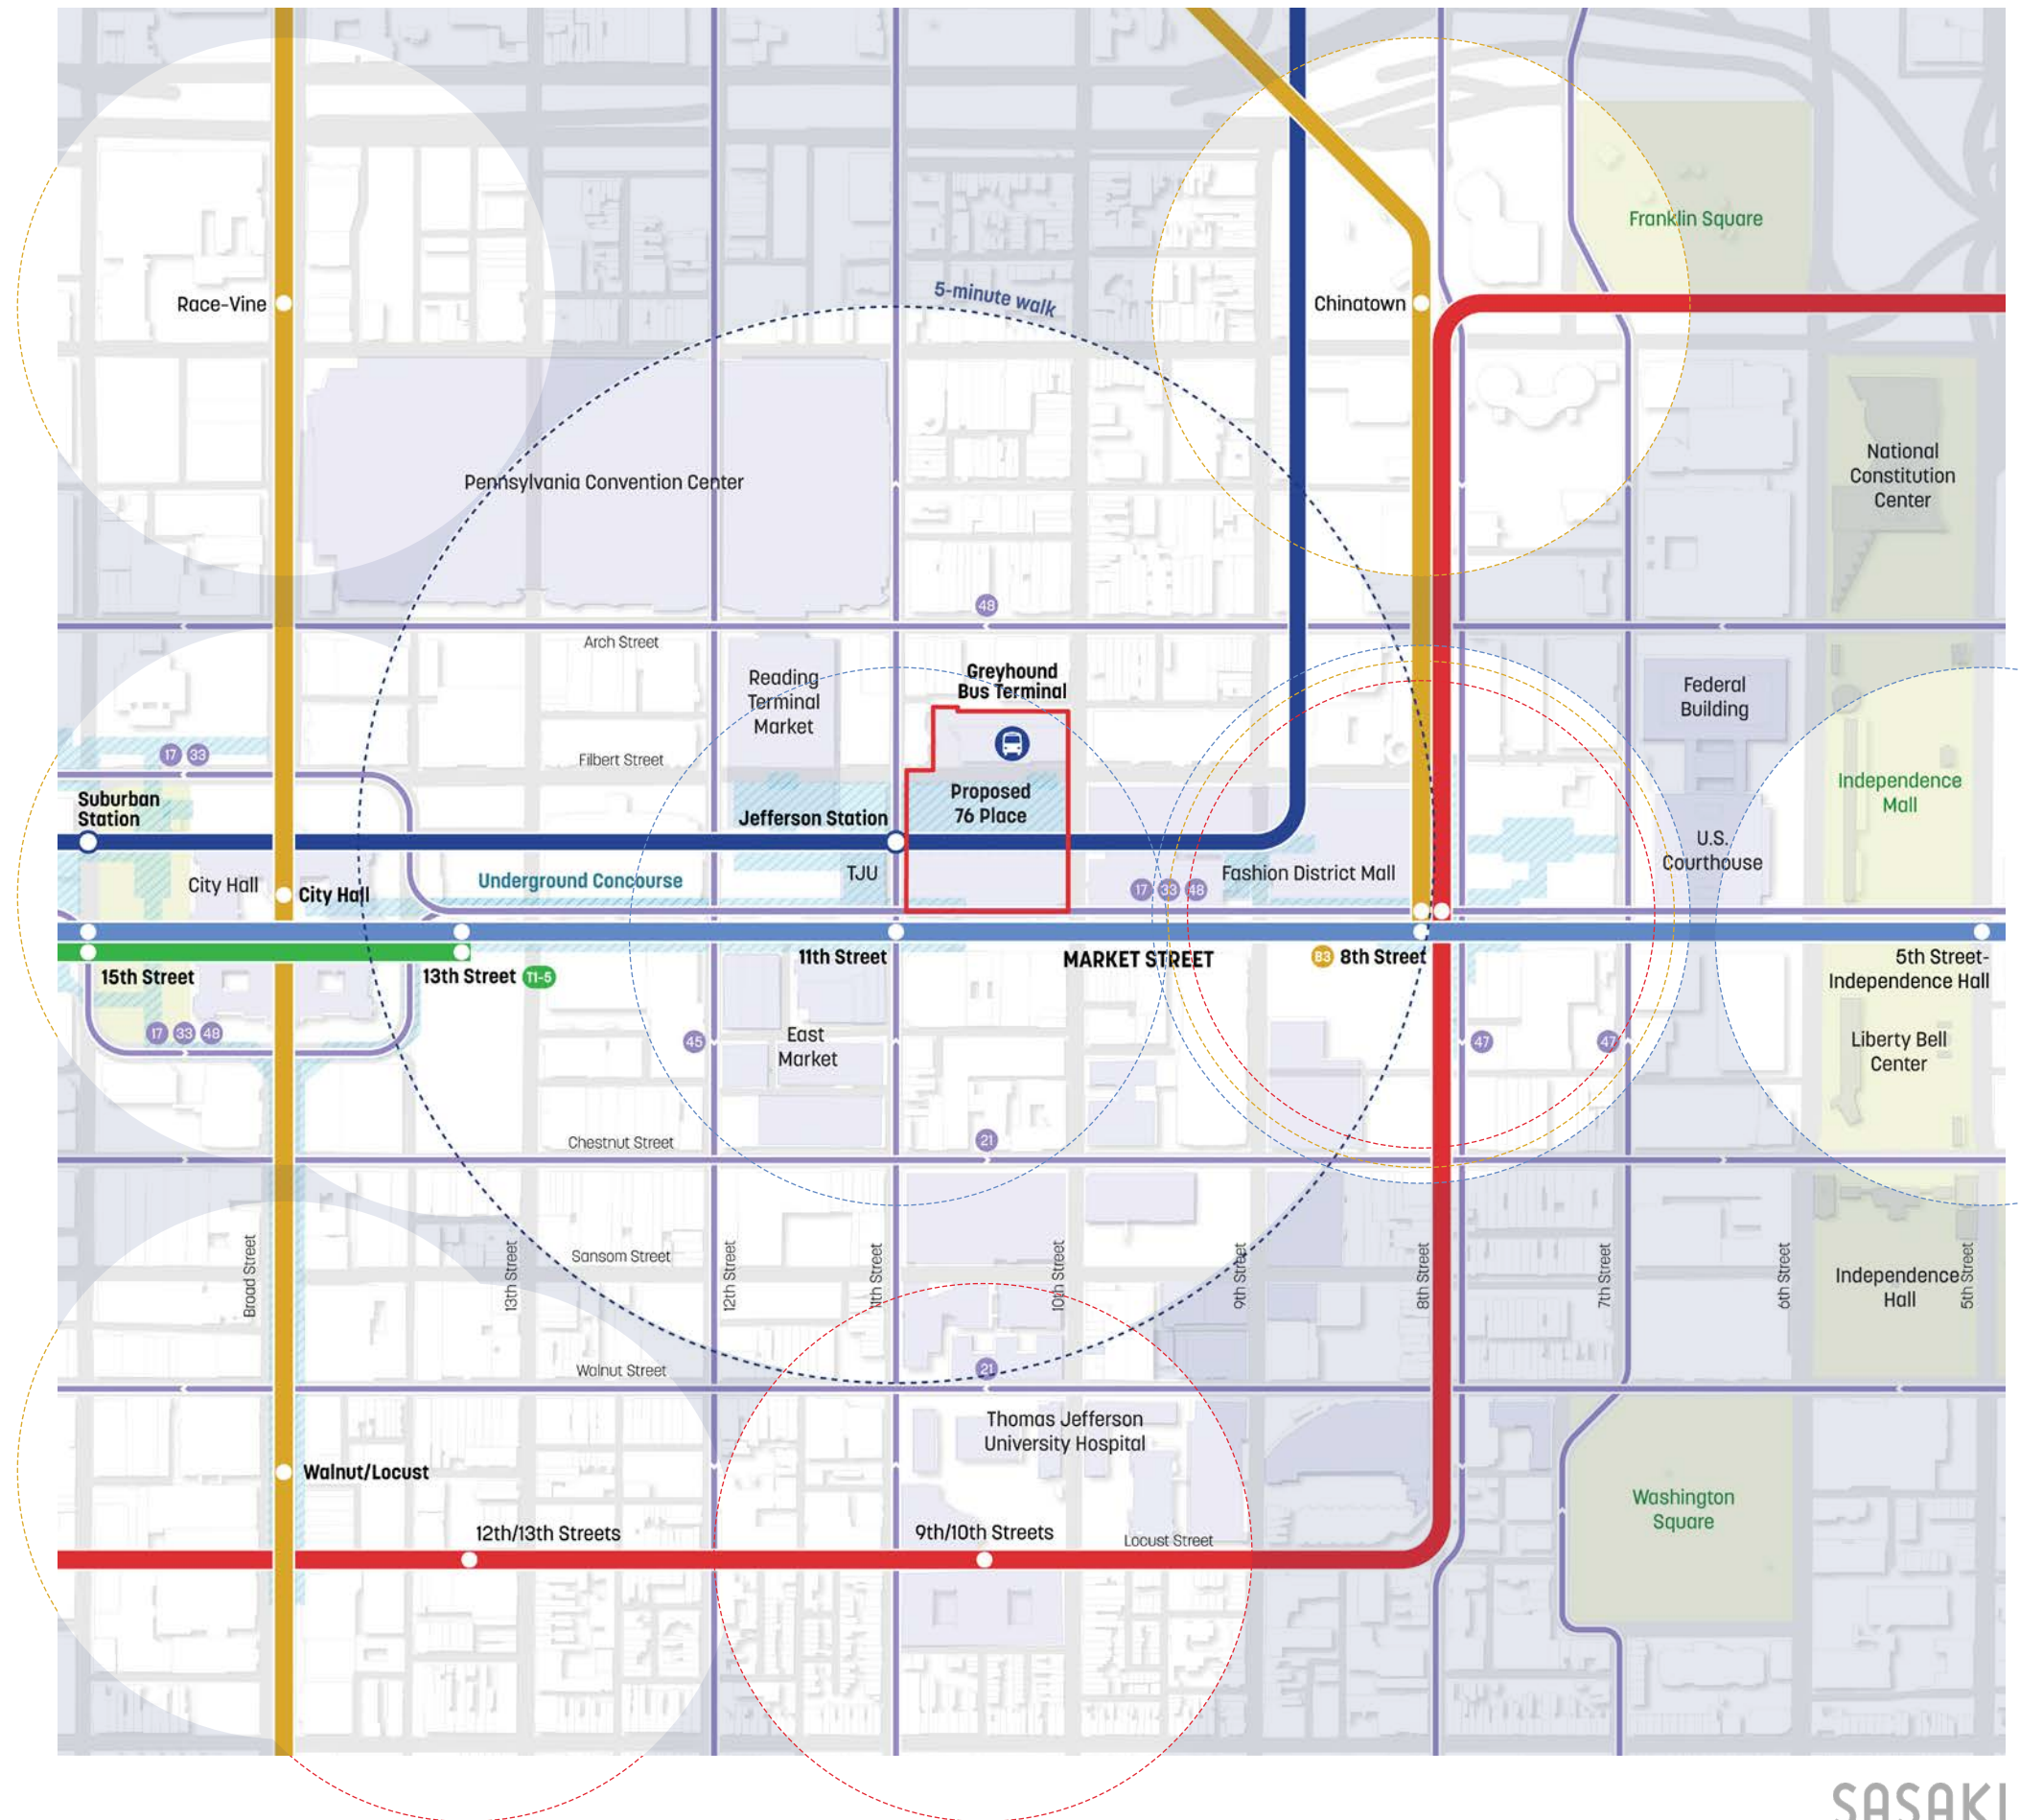 Franklin Square
5-minute walk
Race-Vine
Chinatown
Pennsylvania Convention Center
National
Constitution
Center
48
Arch Street
Reading
Terminal
Market
Greyhound
Bus Terminal
Federal
Building
17 33
Filbert Street
Proposed
76 Place
Independence
Mall
Suburban
Station
Jefferson Station
U.S.
Courthouse
City Hall
City Hall
Underground Concourse
TJU
17 33 48
Fashion District Mall
15th Street
13th Street T1-5
11th Street
MARKET STREET
B3 8th Street
5th Street-
Independence Hall
17 33 48
45
East
Market
47
47
Liberty Bell
Center
Chestnut Street
21
Broad Street
13th Street
Sansom Street
12th Street
11th Street
10th Street
9th Street
8th Street
7th Street
6th Street
Independence
Hall
5th Street
Walnut Street
21
Thomas Jefferson
University Hospital
Walnut/Locust
Washington
Square
12th/13th Streets
9th/10th Streets
Locust Street
SASAKI